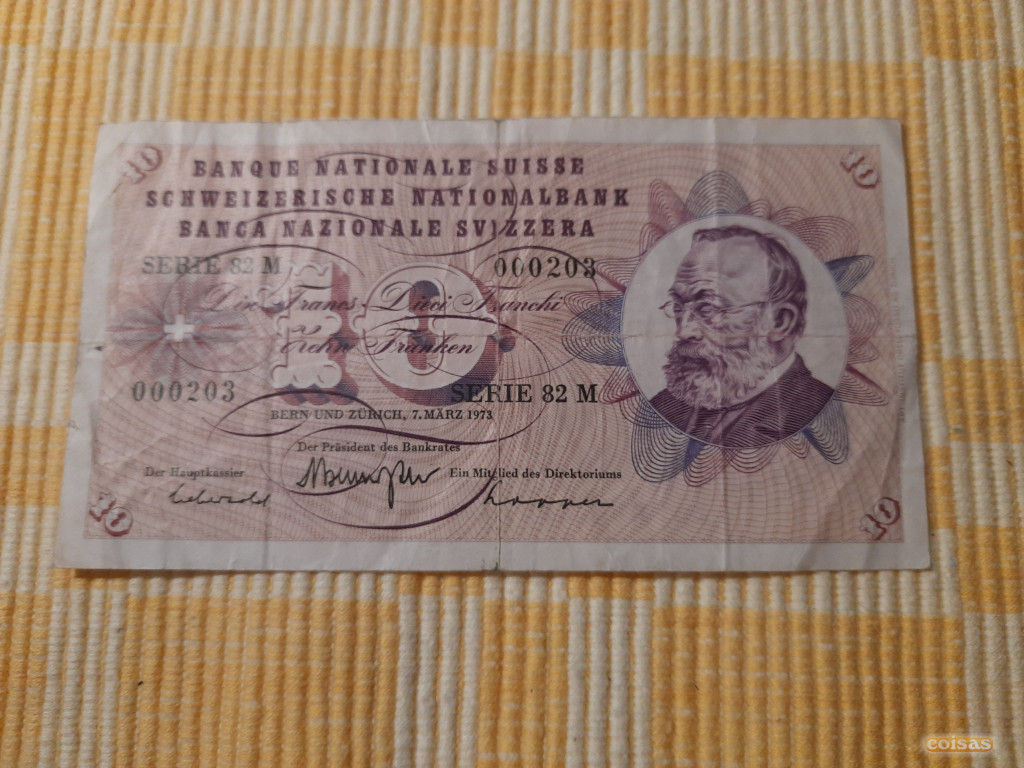 10
10
BANQUE NATIONALE SUISSE
SCHWEIZERISCHE NATIONALBANK
BANCA NAZIONALE SVIZZERA
SERIE 82 M
000203
Dix Francs · Dieci Franchi
10
Zehn Franken
000203
SERIE 82 M
BERN UND ZÜRICH, 7. MÄRZ 1973
Der Präsident des Bankrates
Der Hauptkassier
Ein Mitglied des Direktoriums
10
10
coisas